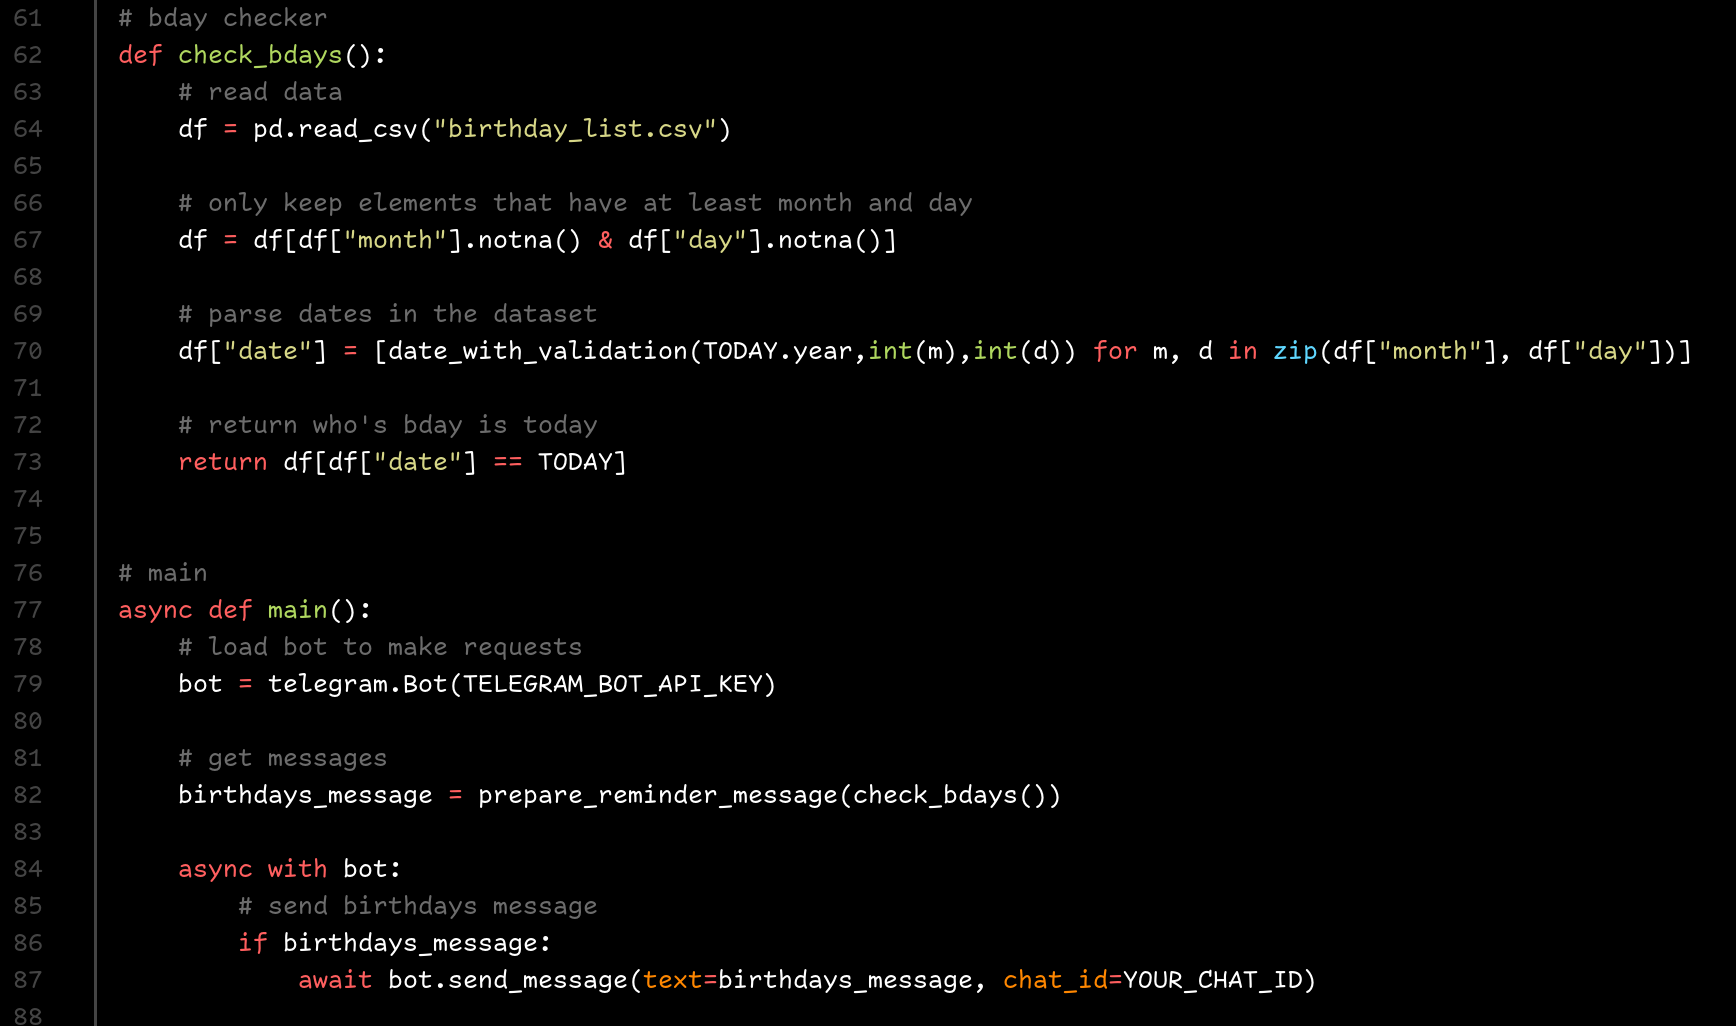 61 # bday checker
62 def check_bdays():
63     # read data
64     df = pd.read_csv("birthday_list.csv")
65
66     # only keep elements that have at least month and day
67     df = df[df["month"].notna() & df["day"].notna()]
68
69     # parse dates in the dataset
70     df["date"] = [date_with_validation(TODAY.year,int(m),int(d)) for m, d in zip(df["month"], df["day"])]
71
72     # return who's bday is today
73     return df[df["date"] == TODAY]
74
75
76 # main
77 async def main():
78     # load bot to make requests
79     bot = telegram.Bot(TELEGRAM_BOT_API_KEY)
80
81     # get messages
82     birthdays_message = prepare_reminder_message(check_bdays())
83
84     async with bot:
85         # send birthdays message
86         if birthdays_message:
87             await bot.send_message(text=birthdays_message, chat_id=YOUR_CHAT_ID)
88